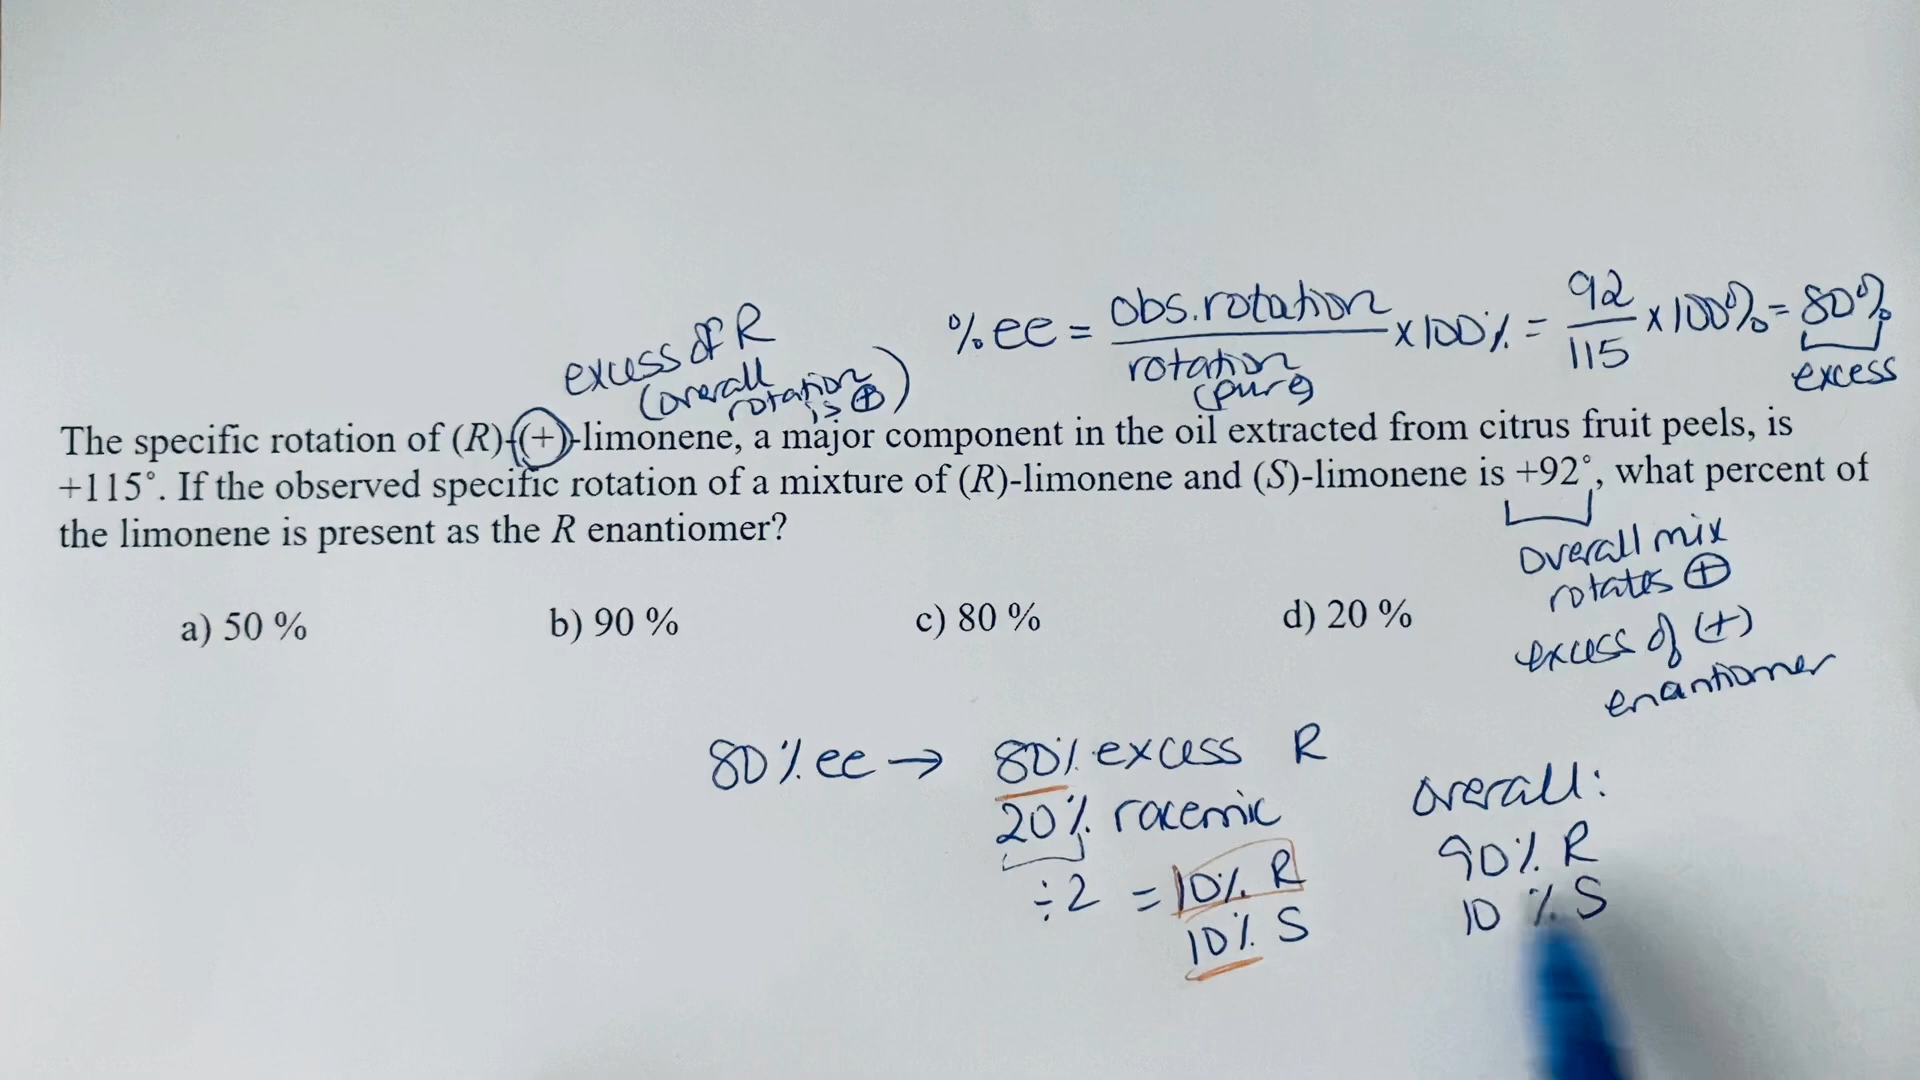 %ee = obs.rotation / rotation (pure) x100% = 92/115 x 100% = 80%
excess
excess of R
(overall rotation is ⊕)
The specific rotation of (R)-(+)-limonene, a major component in the oil extracted from citrus fruit peels, is
+115°. If the observed specific rotation of a mixture of (R)-limonene and (S)-limonene is +92°, what percent of
the limonene is present as the R enantiomer?
overall mix
rotates ⊕
excess of (+)
enantiomer
a) 50 %
b) 90 %
c) 80 %
d) 20 %
80% ee → 80% excess R
20% racemic
÷2 = 10% R
10% S
overall:
90% R
10 % S